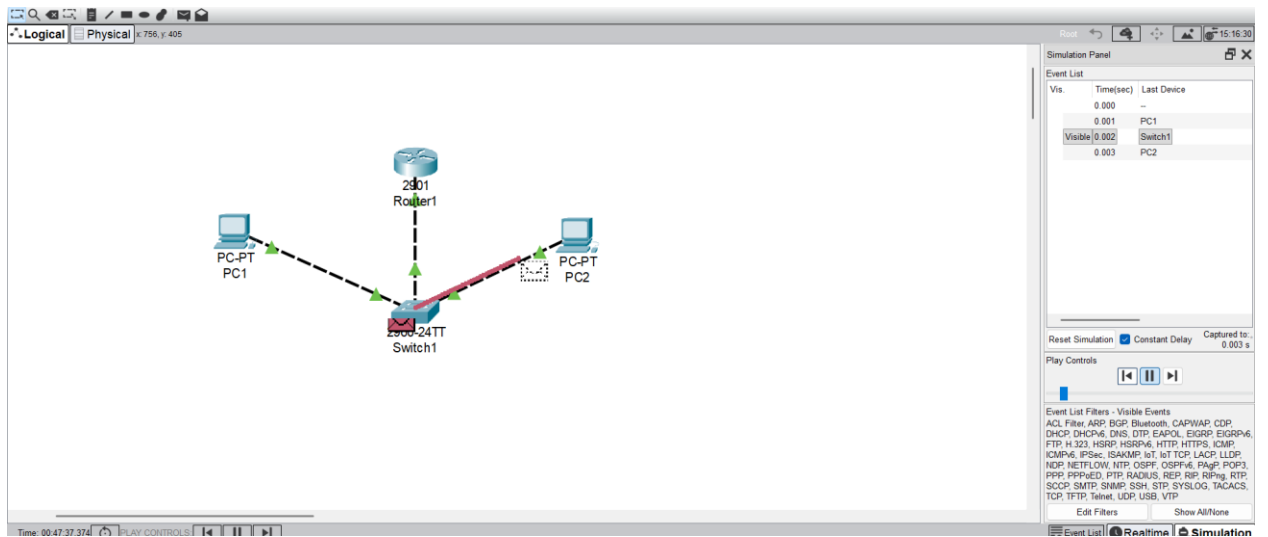 Logical Physical x: 756, y: 405 Root 15:16:30
Simulation Panel
Event List
Vis. Time(sec) Last Device
0.000 --
0.001 PC1
Visible 0.002 Switch1
0.003 PC2
2901
Router1
PC-PT
PC1
PC-PT
PC2
2960-24TT
Switch1
Reset Simulation Constant Delay Captured to:
0.003 s
Play Controls
Event List Filters - Visible Events
ACL Filter, ARP, BGP, Bluetooth, CAPWAP, CDP,
DHCP, DHCPv6, DNS, DTP, EAPOL, EIGRP, EIGRPv6,
FTP, H.323, HSRP, HSRPv6, HTTP, HTTPS, ICMP,
ICMPv6, IPSec, ISAKMP, IoT, IoT TCP, LACP, LLDP,
NDP, NETFLOW, NTP, OSPF, OSPFv6, PAgP, POP3,
PPP, PPPoED, PTP, RADIUS, REP, RIP, RIPng, RTP,
SCCP, SMTP, SNMP, SSH, STP, SYSLOG, TACACS,
TCP, TFTP, Telnet, UDP, USB, VTP
Edit Filters Show All/None
Time: 00:47:37.374 PLAY CONTROLS: Event List Realtime Simulation